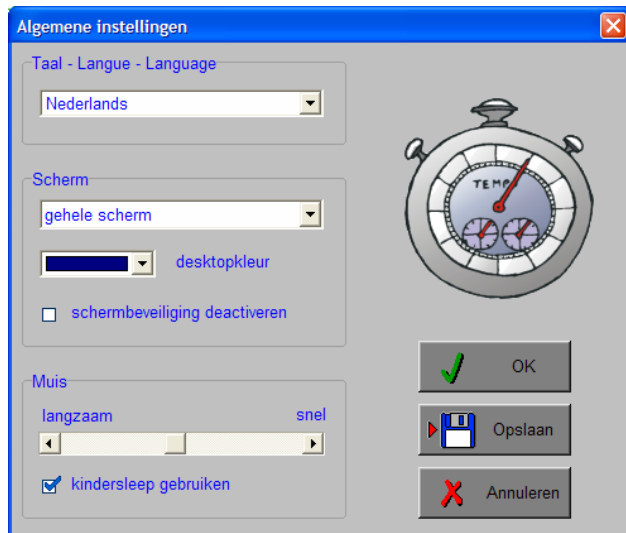 Algemene instellingen
Taal - Langue - Language
Nederlands
Scherm
gehele scherm
desktopkleur
schermbeveiliging deactiveren
Muis
langzaam snel
kindersleep gebruiken
TEMPO
OK
Opslaan
Annuleren